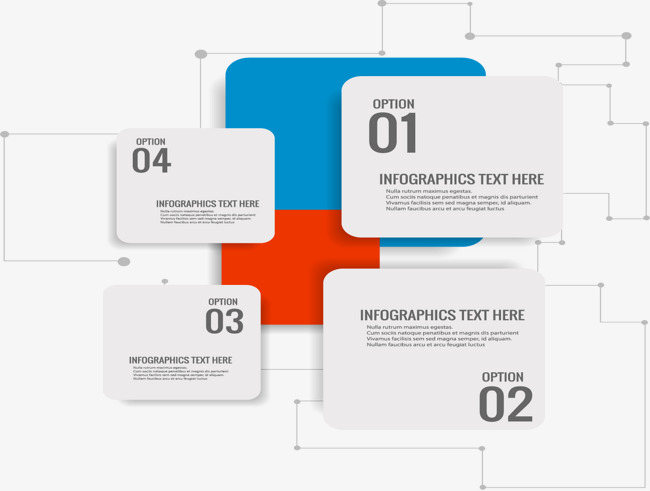 OPTION
01
INFOGRAPHICS TEXT HERE
Nulla rutrum maximus egestas.
Cum sociis natoque penatibus et magnis dis parturient
Vivamus facilisis sem sed magna semper, id aliquam.
Nullam faucibus arcu et arcu feugiat luctus
INFOGRAPHICS TEXT HERE
Nulla rutrum maximus egestas.
Cum sociis natoque penatibus et magnis dis parturient
Vivamus facilisis sem sed magna semper, id aliquam.
Nullam faucibus arcu et arcu feugiat luctus
OPTION
02
OPTION
03
INFOGRAPHICS TEXT HERE
Nulla rutrum maximus egestas.
Cum sociis natoque penatibus et magnis dis parturient
Vivamus facilisis sem sed magna semper, id aliquam.
Nullam faucibus arcu et arcu feugiat luctus
OPTION
04
INFOGRAPHICS TEXT HERE
Nulla rutrum maximus egestas.
Cum sociis natoque penatibus et magnis dis parturient
Vivamus facilisis sem sed magna semper, id aliquam.
Nullam faucibus arcu et arcu feugiat luctus